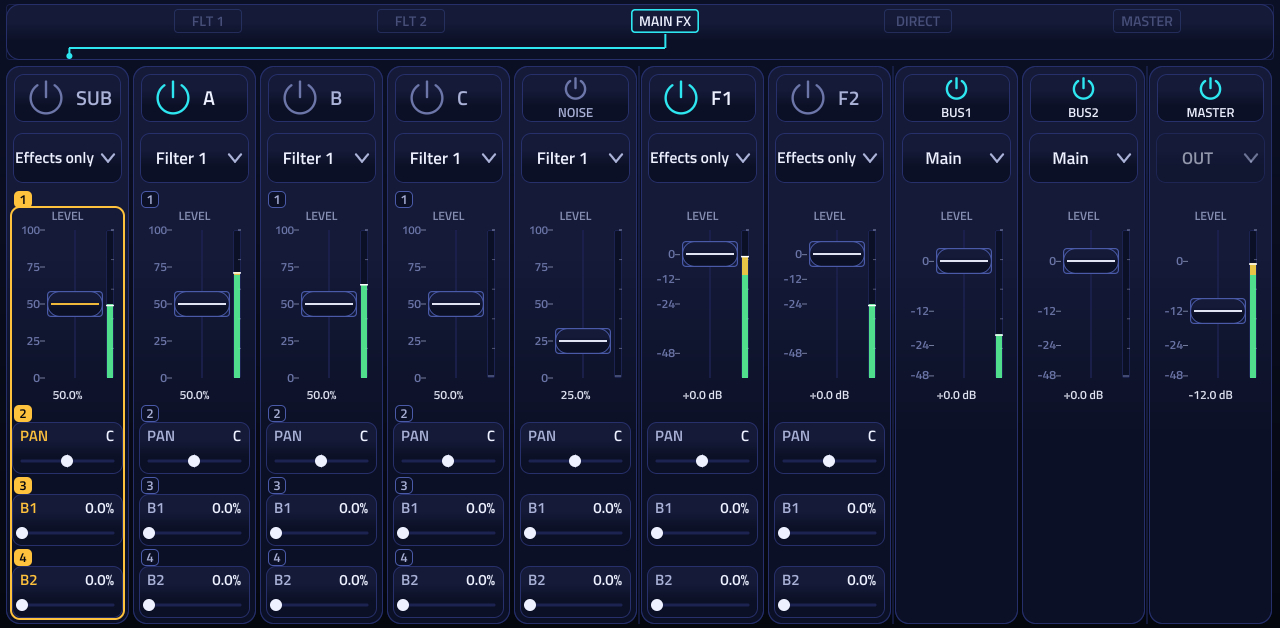 FLT 1 FLT 2 MAIN FX DIRECT MASTER
SUB A B C NOISE F1 F2 BUS1 BUS2 MASTER
Effects only Filter 1 Filter 1 Filter 1 Filter 1 Effects only Effects only Main Main OUT
1 1 1 1
LEVEL LEVEL LEVEL LEVEL LEVEL LEVEL LEVEL LEVEL LEVEL LEVEL
100 100 100 100 100
0 0 0 0 0
75 75 75 75 75 -12 -12
50 50 50 50 50 -24 -24 -12 -12 -12
25 25 25 25 25 -24 -24 -24
-48 -48
0 0 0 0 0 -48 -48 -48
50.0% 50.0% 50.0% 50.0% 25.0% +0.0 dB +0.0 dB +0.0 dB +0.0 dB -12.0 dB
2 2 2 2
PAN C PAN C PAN C PAN C PAN C PAN C PAN C
3 3 3 3
B1 0.0% B1 0.0% B1 0.0% B1 0.0% B1 0.0% B1 0.0% B1 0.0%
4 4 4 4
B2 0.0% B2 0.0% B2 0.0% B2 0.0% B2 0.0% B2 0.0% B2 0.0%